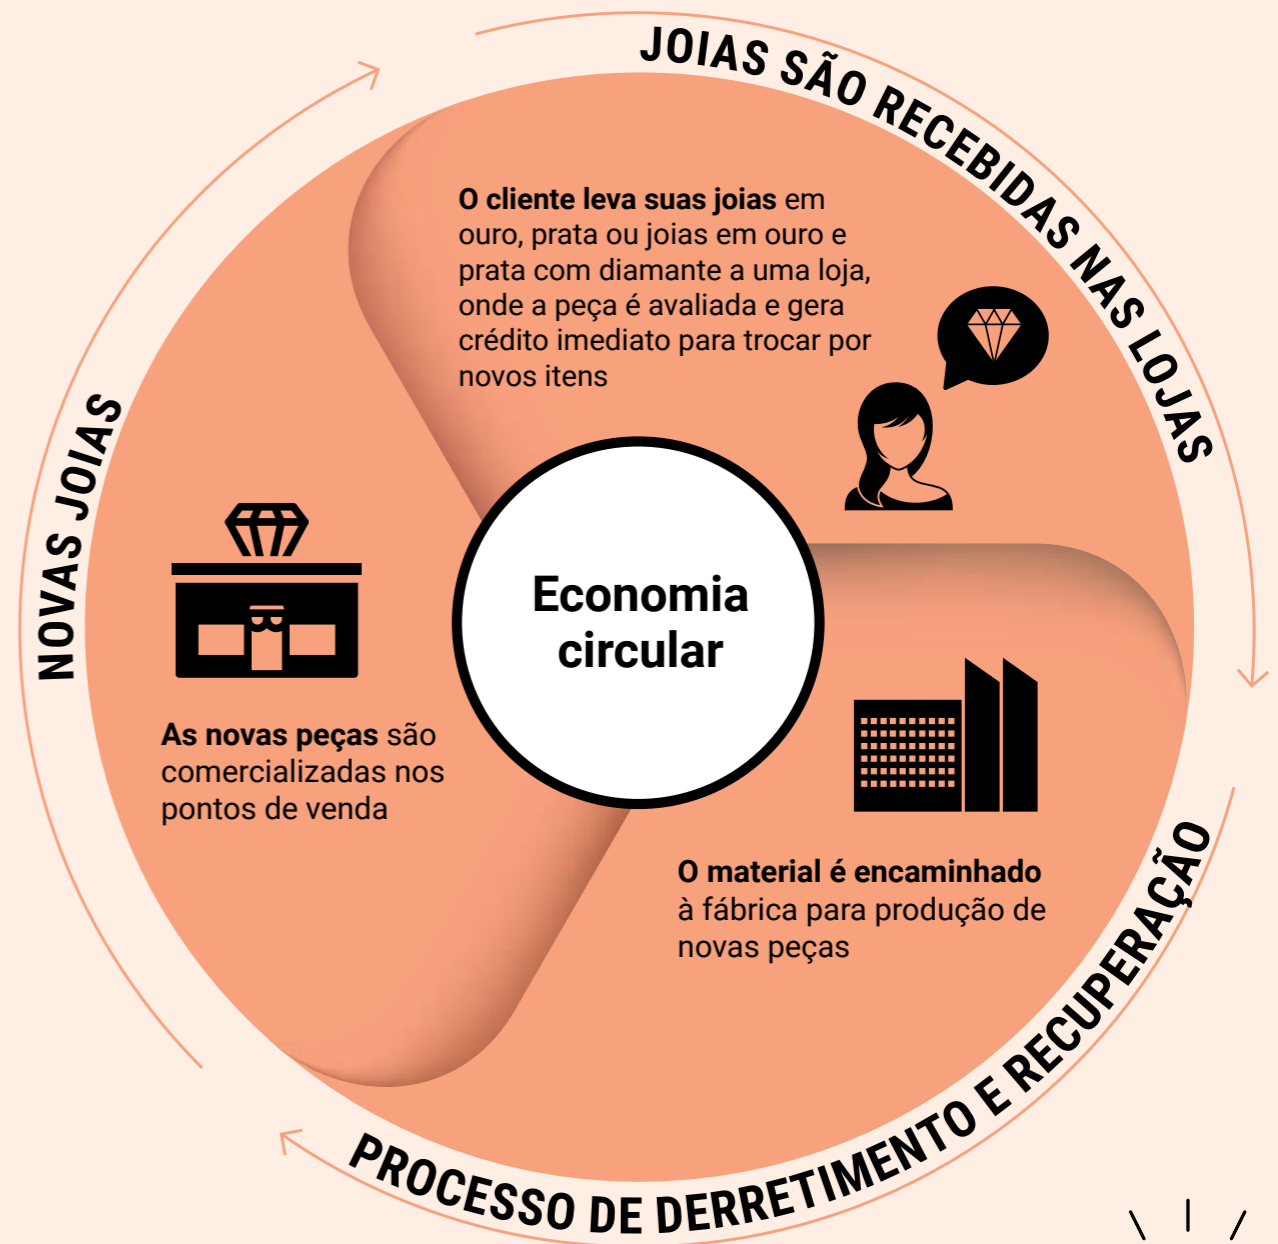 JOIAS SÃO RECEBIDAS NAS LOJAS
O cliente leva suas joias em
ouro, prata ou joias em ouro e
prata com diamante a uma loja,
onde a peça é avaliada e gera
crédito imediato para trocar por
novos itens
Economia
circular
O material é encaminhado
à fábrica para produção de
novas peças
PROCESSO DE DERRETIMENTO E RECUPERAÇÃO
NOVAS JOIAS
As novas peças são
comercializadas nos
pontos de venda